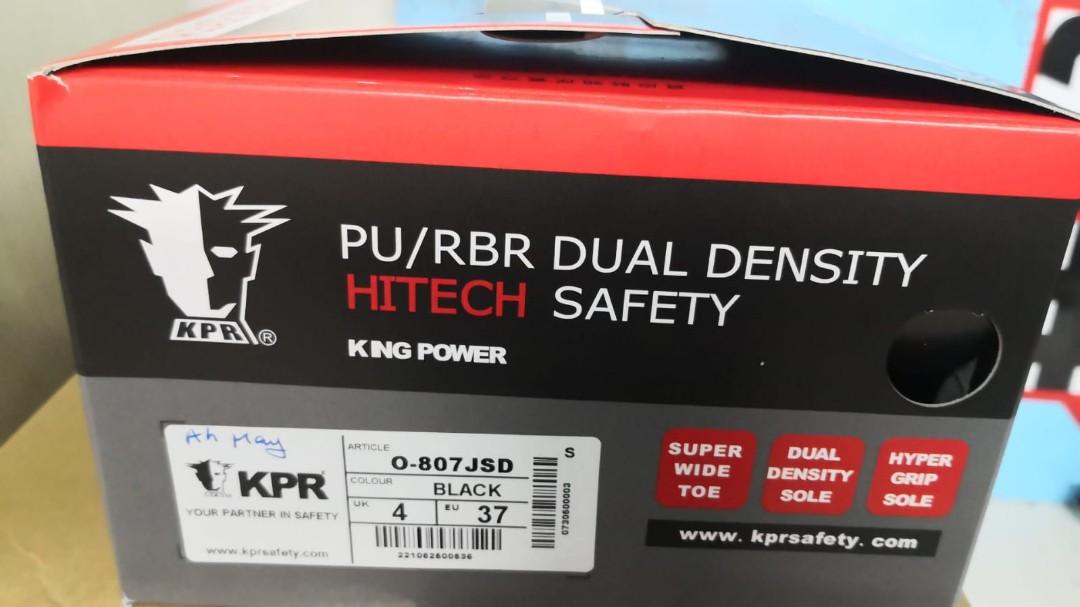 KPR®
PU/RBR DUAL DENSITY
HITECH SAFETY
KING POWER
Ah May
KPR
YOUR PARTNER IN SAFETY
www.kprsafety.com
ARTICLE
O-807JSD
COLOUR
BLACK
UK 4 EU 37
221062600636
S
0730600003
SUPER
WIDE
TOE
DUAL
DENSITY
SOLE
HYPER
GRIP
SOLE
www. kprsafety. com